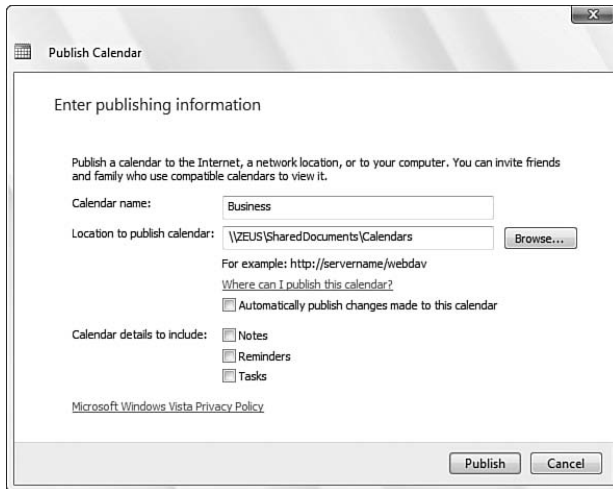 Publish Calendar
Enter publishing information
Publish a calendar to the Internet, a network location, or to your computer. You can invite friends
and family who use compatible calendars to view it.
Calendar name: Business
Location to publish calendar: \\ZEUS\SharedDocuments\Calendars Browse...
For example: http://servername/webdav
Where can I publish this calendar?
Automatically publish changes made to this calendar
Calendar details to include: Notes
Reminders
Tasks
Microsoft Windows Vista Privacy Policy
Publish Cancel